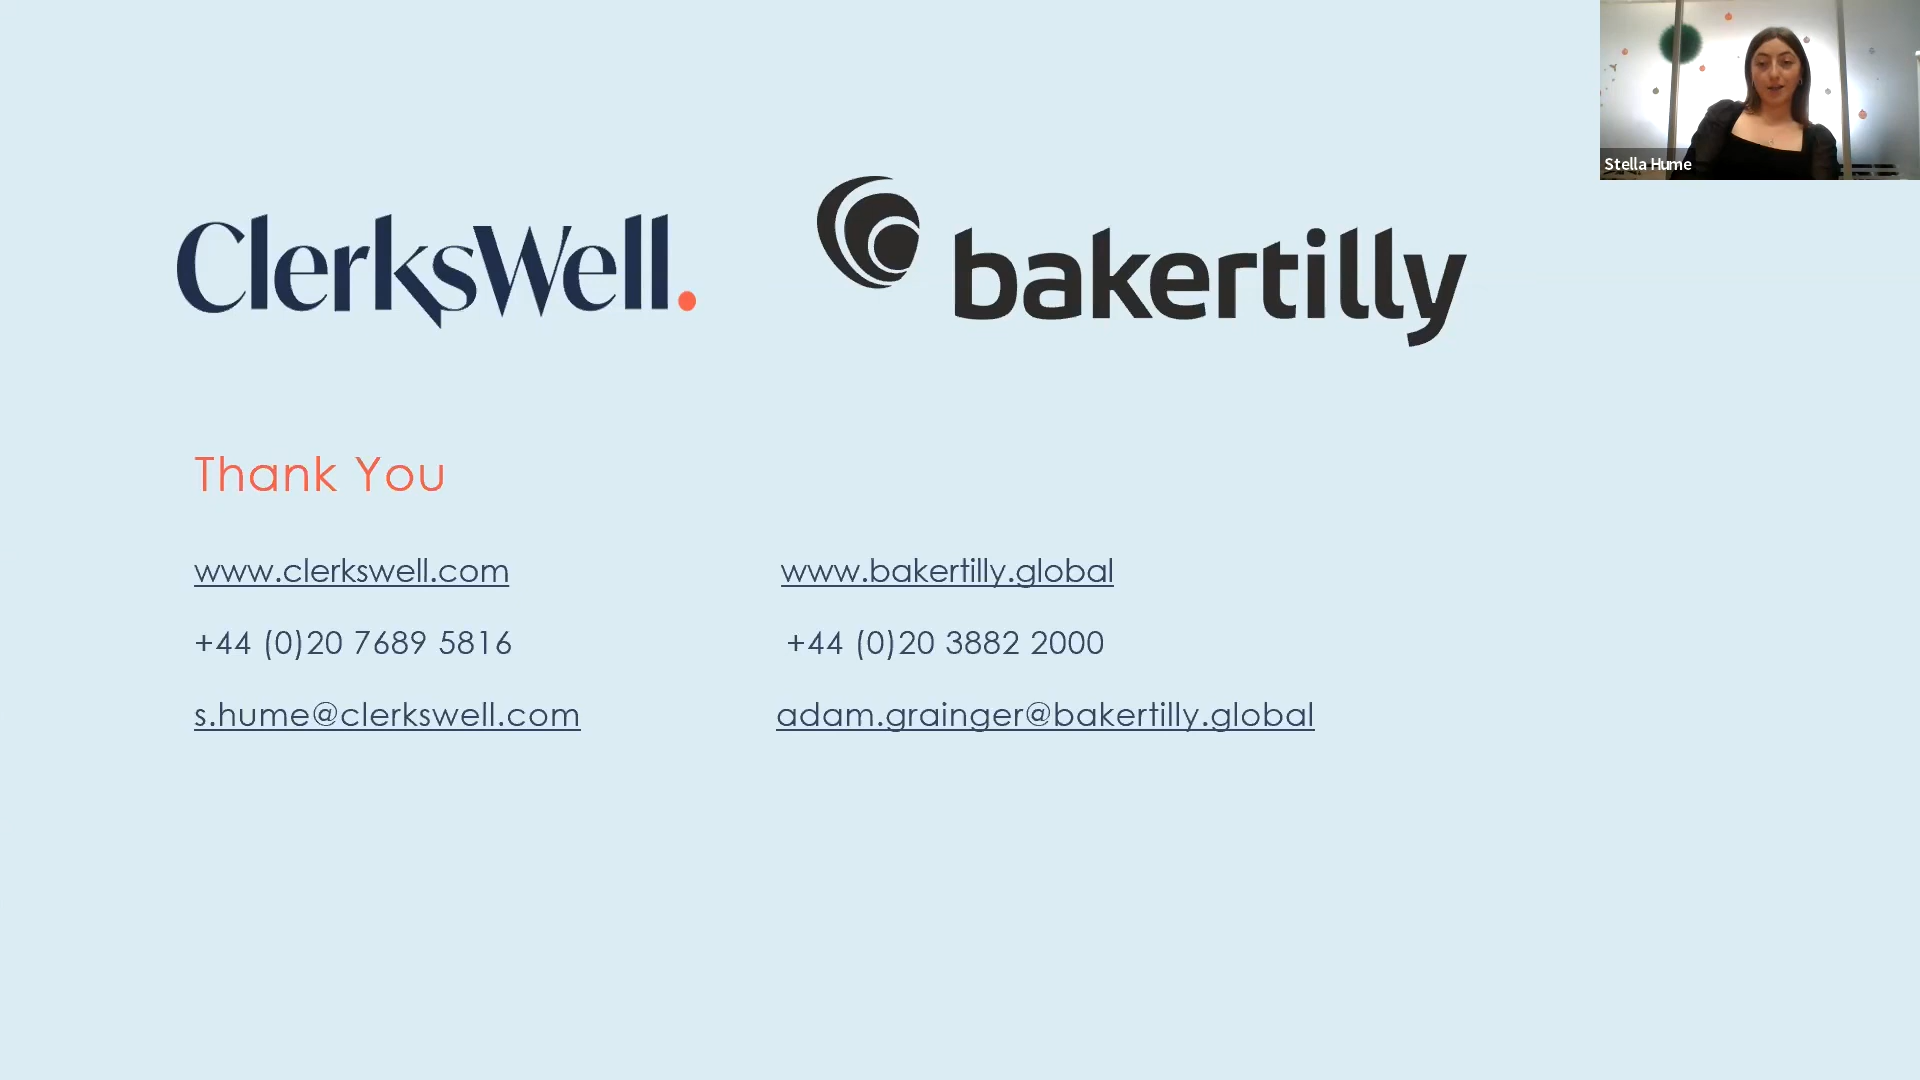 Stella Hume
ClerksWell.
bakertilly
Thank You
www.clerkswell.com
www.bakertilly.global
+44 (0)20 7689 5816
+44 (0)20 3882 2000
s.hume@clerkswell.com
adam.grainger@bakertilly.global